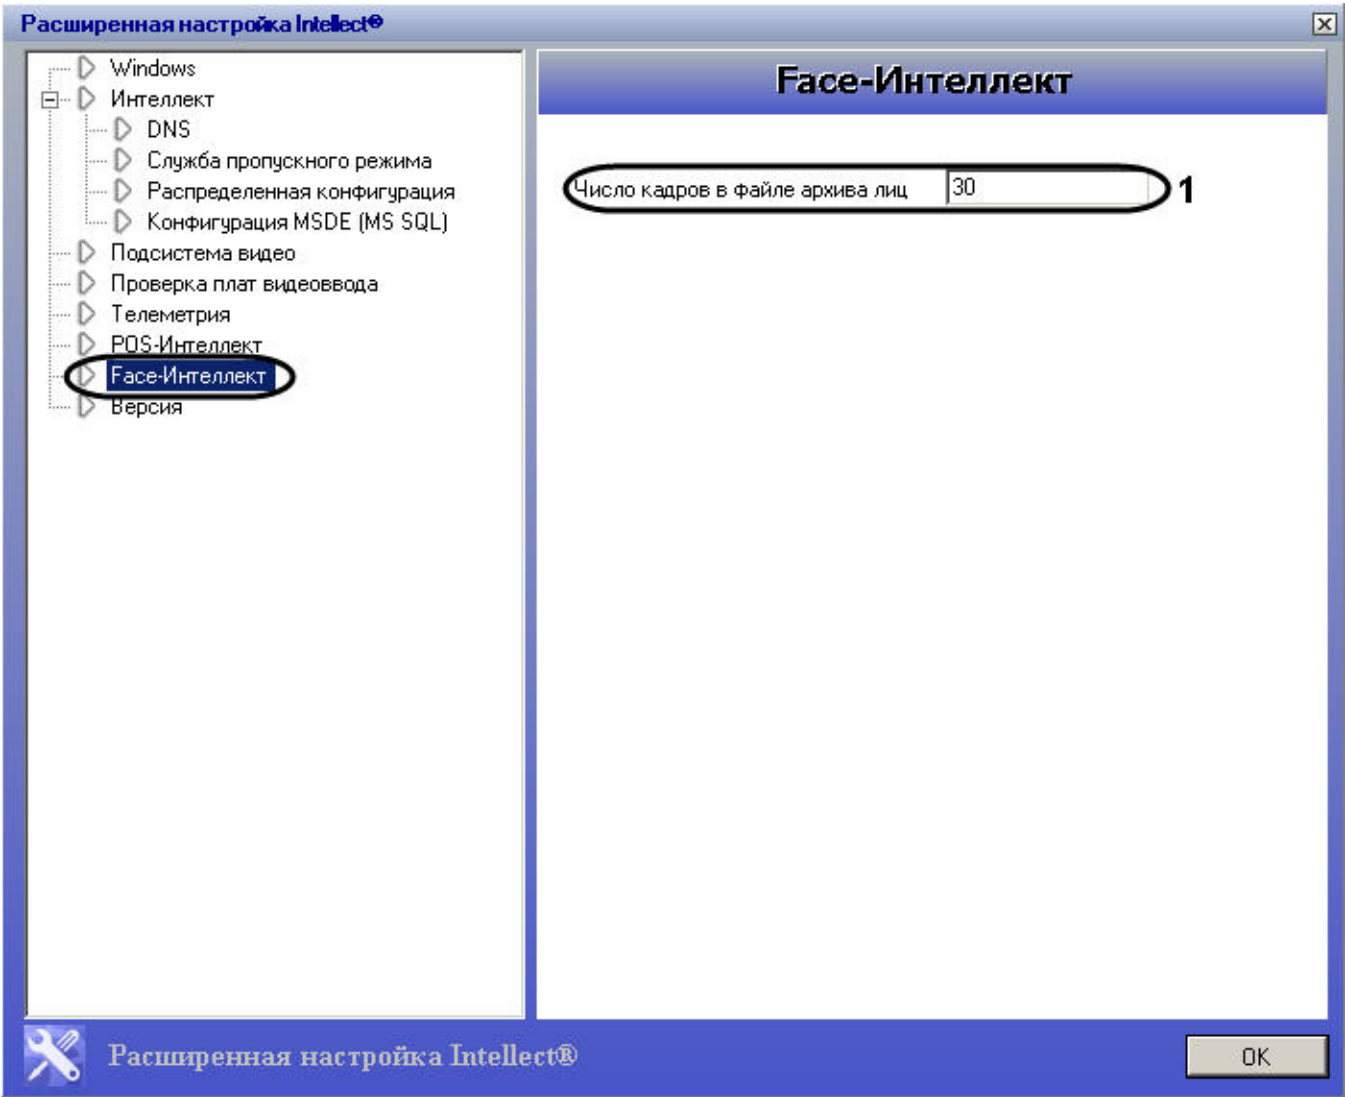 Расширенная настройка Intellect®
Windows
Интеллект
DNS
Служба пропускного режима
Распределенная конфигурация
Конфигурация MSDE (MS SQL)
Подсистема видео
Проверка плат видеоввода
Телеметрия
POS-Интеллект
Face-Интеллект
Версия
Face-Интеллект
Число кадров в файле архива лиц 30 1
Расширенная настройка Intellect®
OK